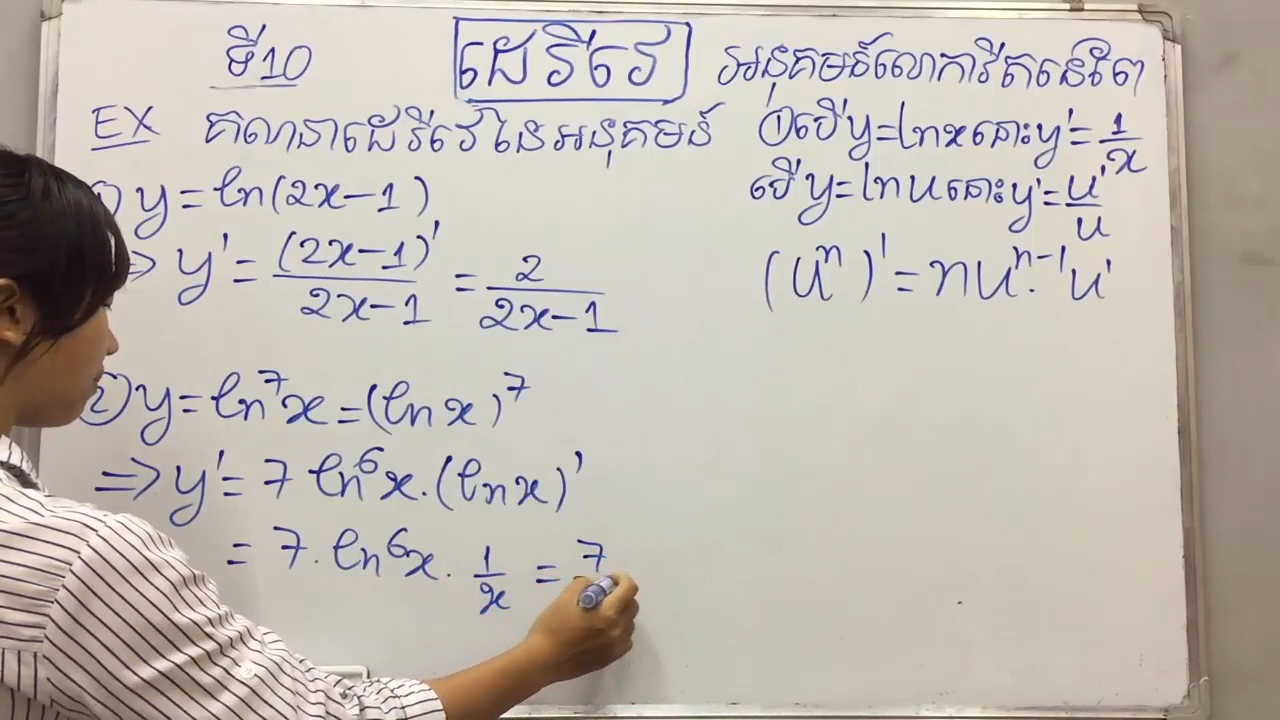 ទី10 ដេរីវេ អនុគមន៍លោការីតនេពែ
EX គណនាដេរីវេនៃអនុគមន៍
) y = ln(2x-1)
⇒ y' = (2x-1)'/2x-1 = 2/2x-1
2) y = ln⁷x = (ln x)⁷
⇒ y' = 7 ln⁶x . (ln x)'
= 7 . ln⁶x . 1/x = 7
1) បើ y = lnx នោះ y' = 1/x
បើ y = ln u នោះ y' = u'/u
(uⁿ)' = nuⁿ⁻¹ . u'